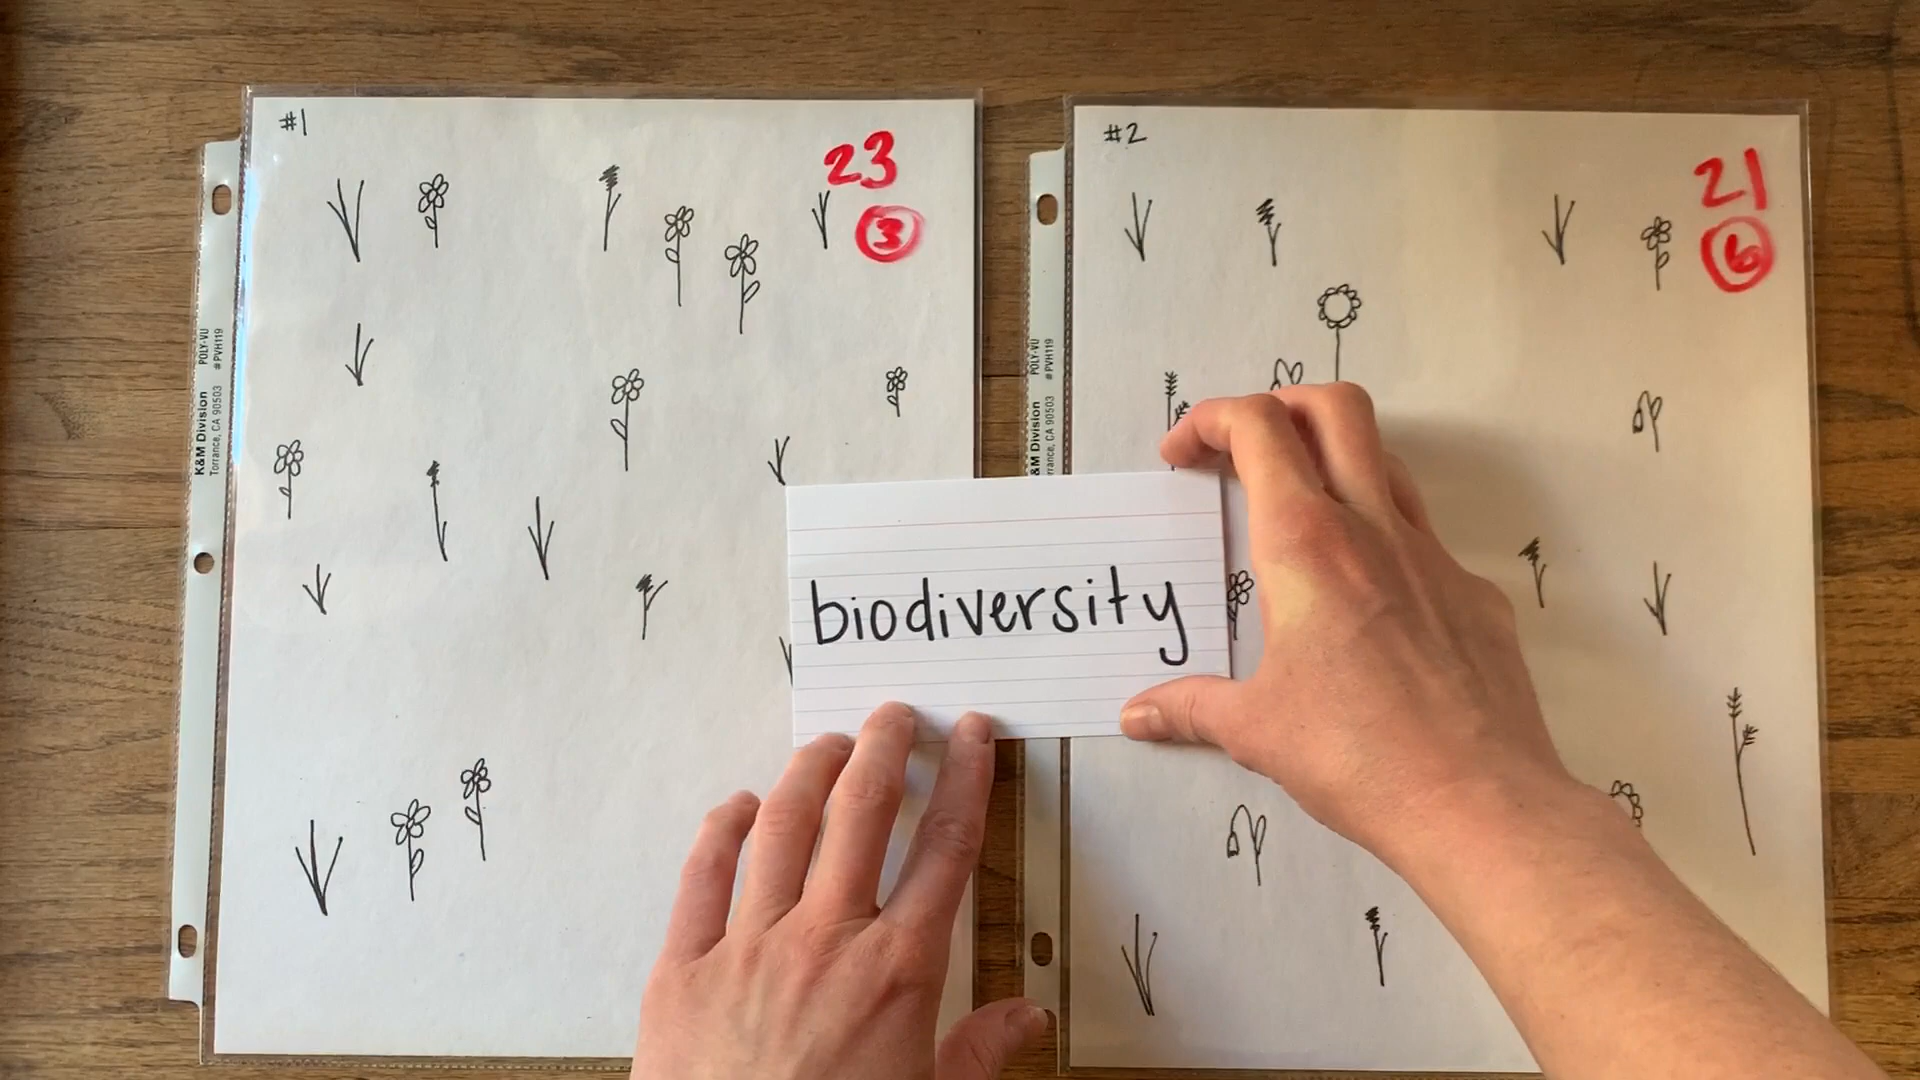 #1
23
3
K&M Division
POLY-VU
Torrance, CA 90503
#PVH119
#2
21
6
K&M Division
POLY-VU
Torrance, CA 90503
#PVH119
biodiversity